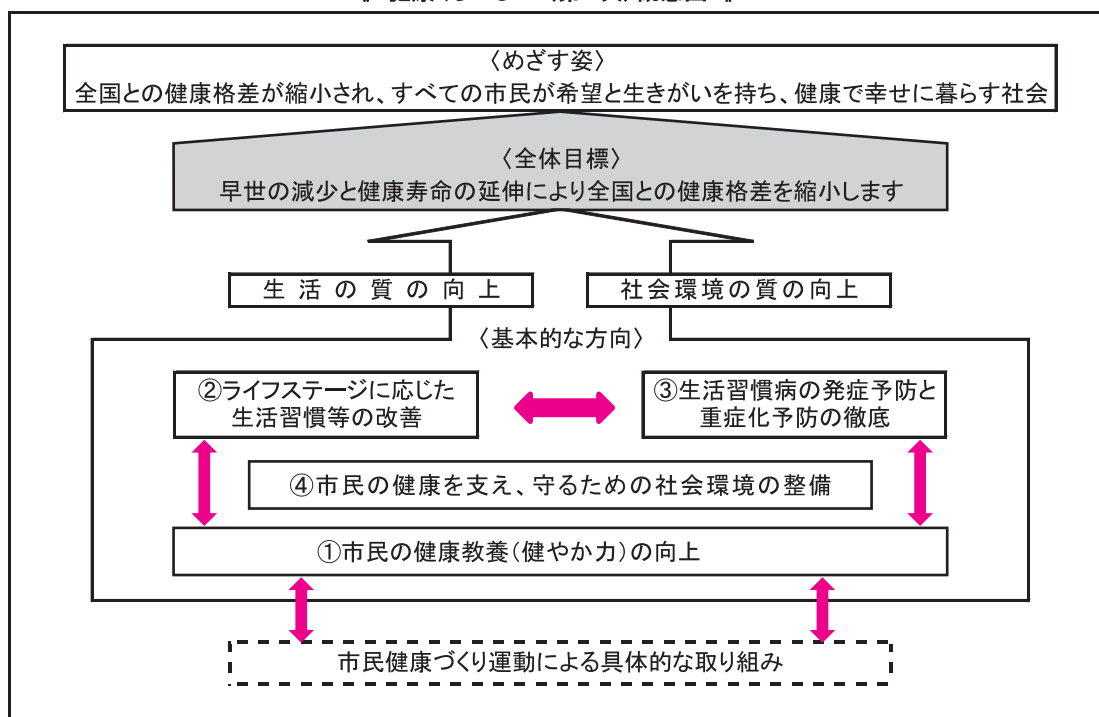 〈めざす姿〉
全国との健康格差が縮小され、すべての市民が希望と生きがいを持ち、健康で幸せに暮らす社会
〈全体目標〉
早世の減少と健康寿命の延伸により全国との健康格差を縮小します
生活の質の向上
社会環境の質の向上
〈基本的な方向〉
②ライフステージに応じた
生活習慣等の改善
③生活習慣病の発症予防と
重症化予防の徹底
④市民の健康を支え、守るための社会環境の整備
①市民の健康教養(健やか力)の向上
市民健康づくり運動による具体的な取り組み